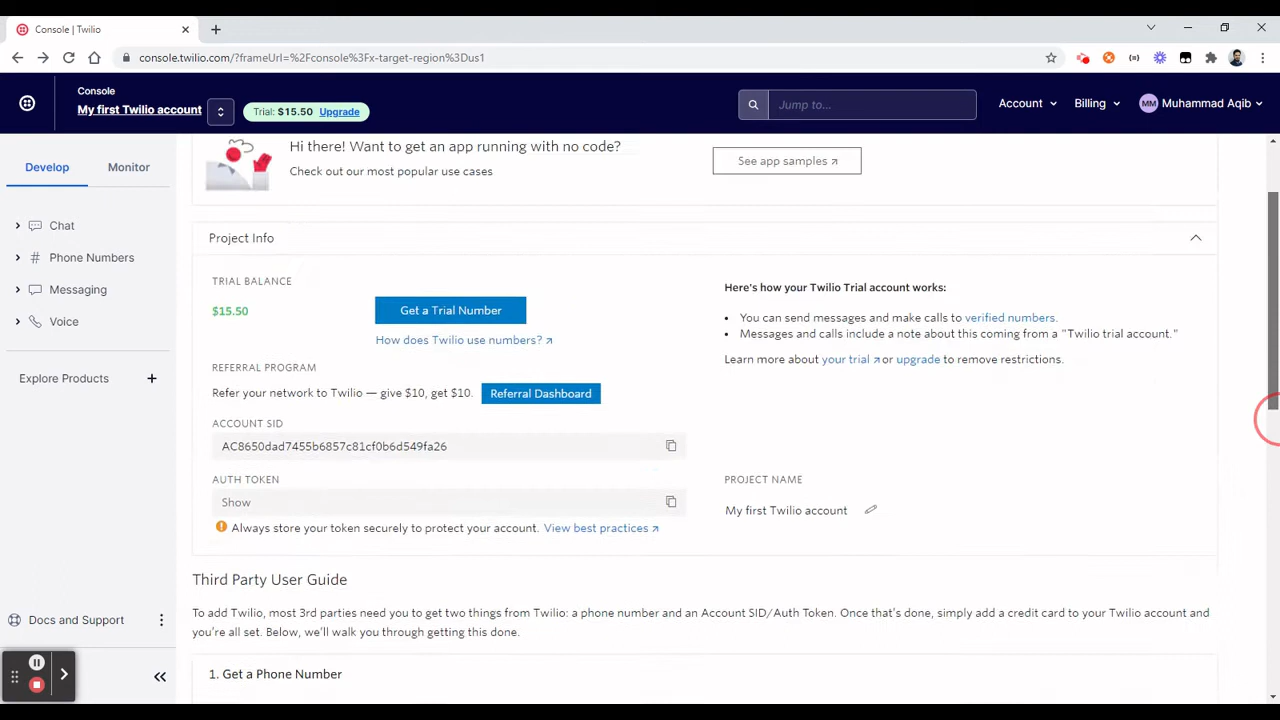 Console | Twilio
console.twilio.com/?frameUrl=%2Fconsole%3Fx-target-region%3Dus1
Console
My first Twilio account
Trial: $15.50 Upgrade
Jump to...
Account
Billing
MM
Muhammad Aqib
Develop
Monitor
Chat
Phone Numbers
Messaging
Voice
Explore Products
Docs and Support
Hi there! Want to get an app running with no code?
Check out our most popular use cases
See app samples
Project Info
TRIAL BALANCE
$15.50
Get a Trial Number
How does Twilio use numbers?
REFERRAL PROGRAM
Refer your network to Twilio — give $10, get $10.
Referral Dashboard
ACCOUNT SID
AC8650dad7455b6857c81cf0b6d549fa26
AUTH TOKEN
Show
Always store your token securely to protect your account. View best practices
Here's how your Twilio Trial account works:
You can send messages and make calls to verified numbers.
Messages and calls include a note about this coming from a "Twilio trial account."
Learn more about your trial or upgrade to remove restrictions.
PROJECT NAME
My first Twilio account
Third Party User Guide
To add Twilio, most 3rd parties need you to get two things from Twilio: a phone number and an Account SID/Auth Token. Once that's done, simply add a credit card to your Twilio account and
you're all set. Below, we'll walk you through getting this done.
1. Get a Phone Number